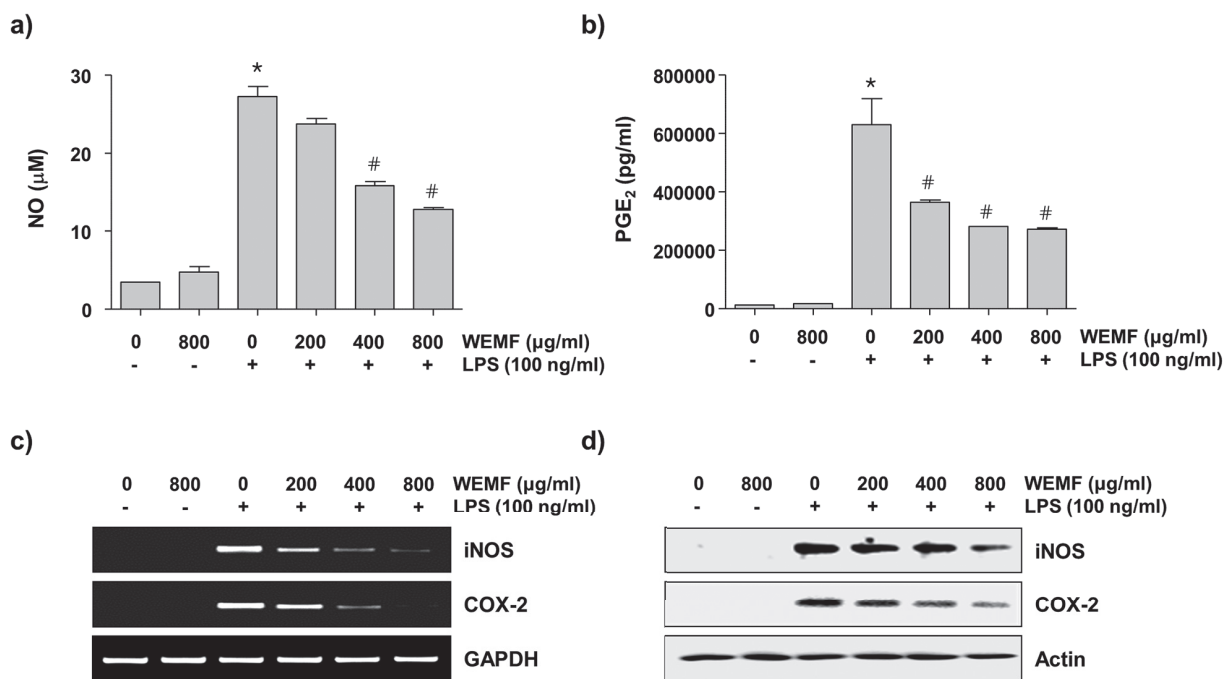 a)
NO (μM)
30
20
10
0
*
#
#
0 800 0 200 400 800 WEMF (μg/ml)
- - + + + + LPS (100 ng/ml)
b)
PGE2 (pg/ml)
800000
600000
400000
200000
0
*
#
#
#
0 800 0 200 400 800 WEMF (μg/ml)
- - + + + + LPS (100 ng/ml)
c)
0 800 0 200 400 800 WEMF (μg/ml)
- - + + + + LPS (100 ng/ml)
iNOS
COX-2
GAPDH
d)
0 800 0 200 400 800 WEMF (μg/ml)
- - + + + + LPS (100 ng/ml)
iNOS
COX-2
Actin